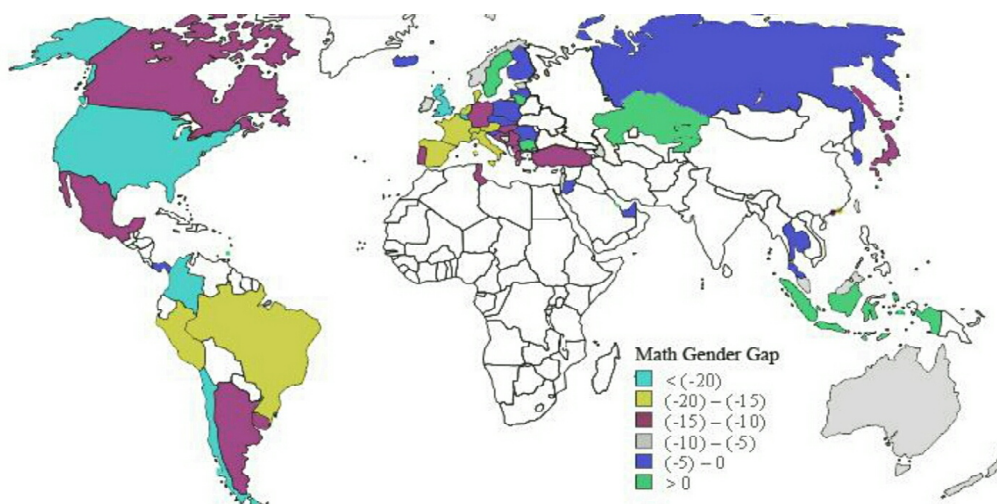 Math Gender Gap
< (-20)
(-20) – (-15)
(-15) – (-10)
(-10) – (-5)
(-5) – 0
> 0